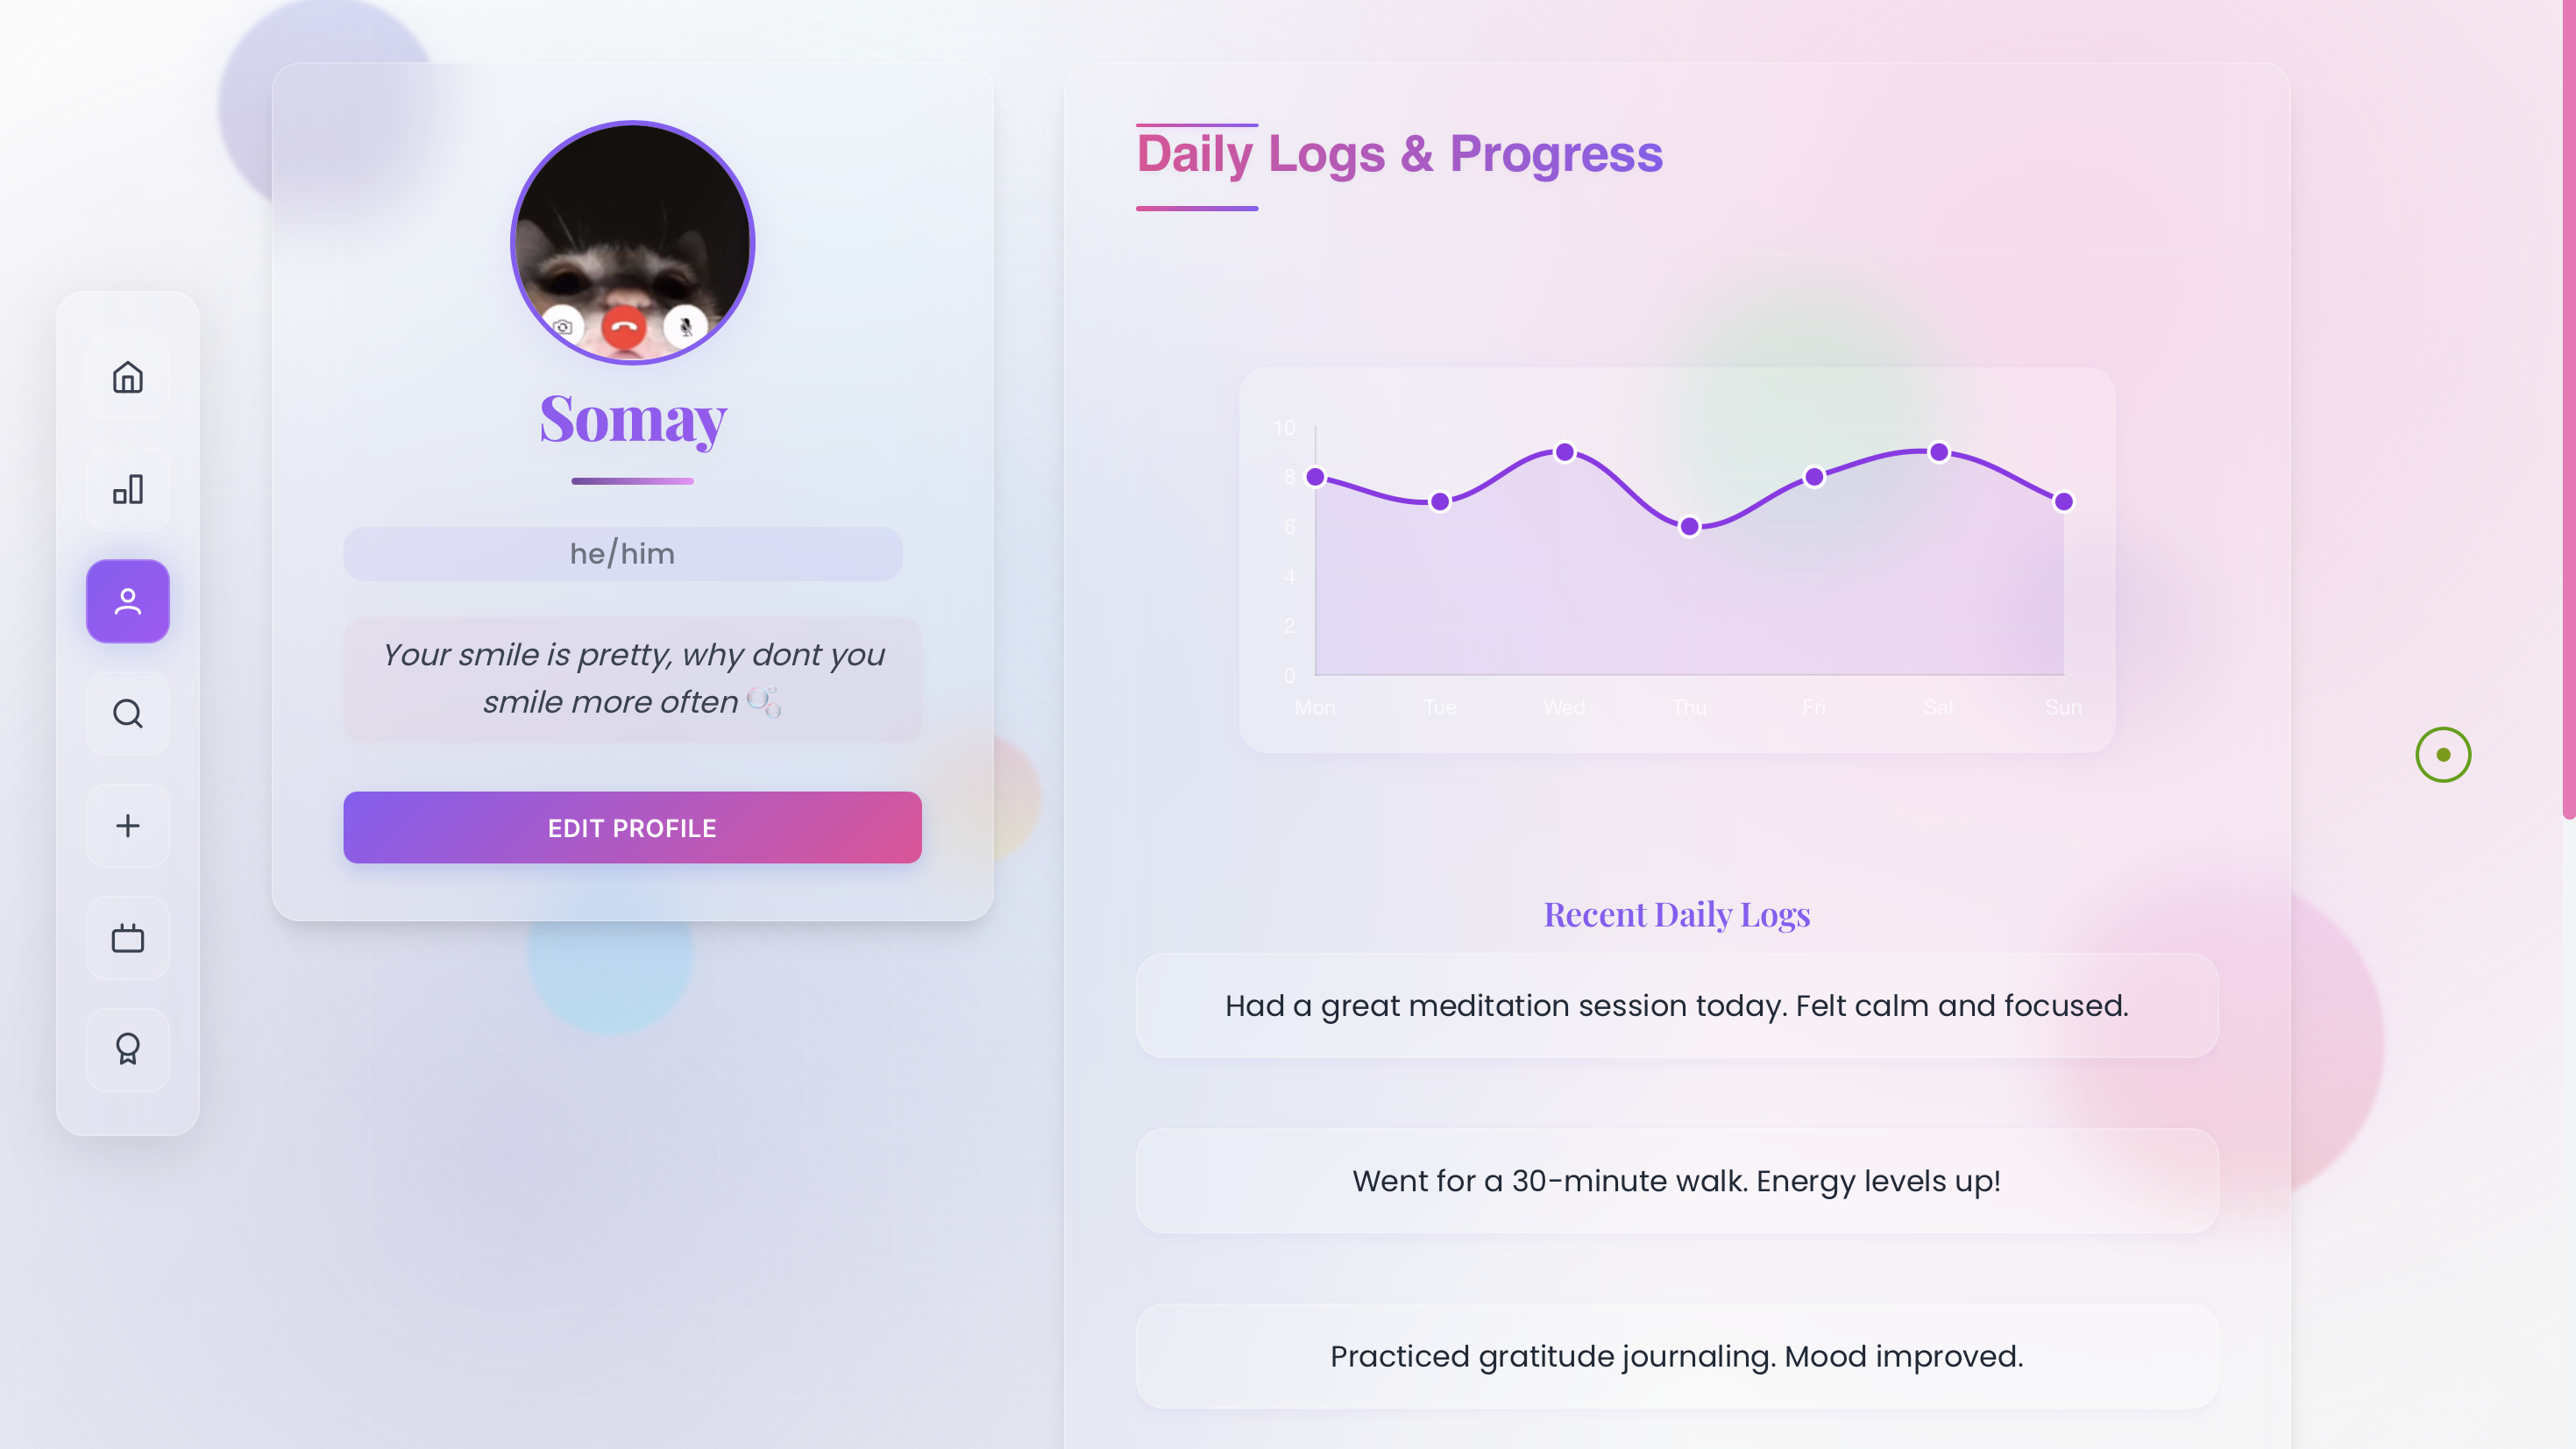 Somay
he/him
Your smile is pretty, why dont you
smile more often 🫧
EDIT PROFILE
Daily Logs & Progress
10
8
6
4
2
0
Mon Tue Wed Thu Fri Sat Sun
Recent Daily Logs
Had a great meditation session today. Felt calm and focused.
Went for a 30-minute walk. Energy levels up!
Practiced gratitude journaling. Mood improved.